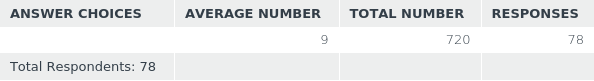 ANSWER CHOICES AVERAGE NUMBER TOTAL NUMBER RESPONSES
9 720 78
Total Respondents: 78